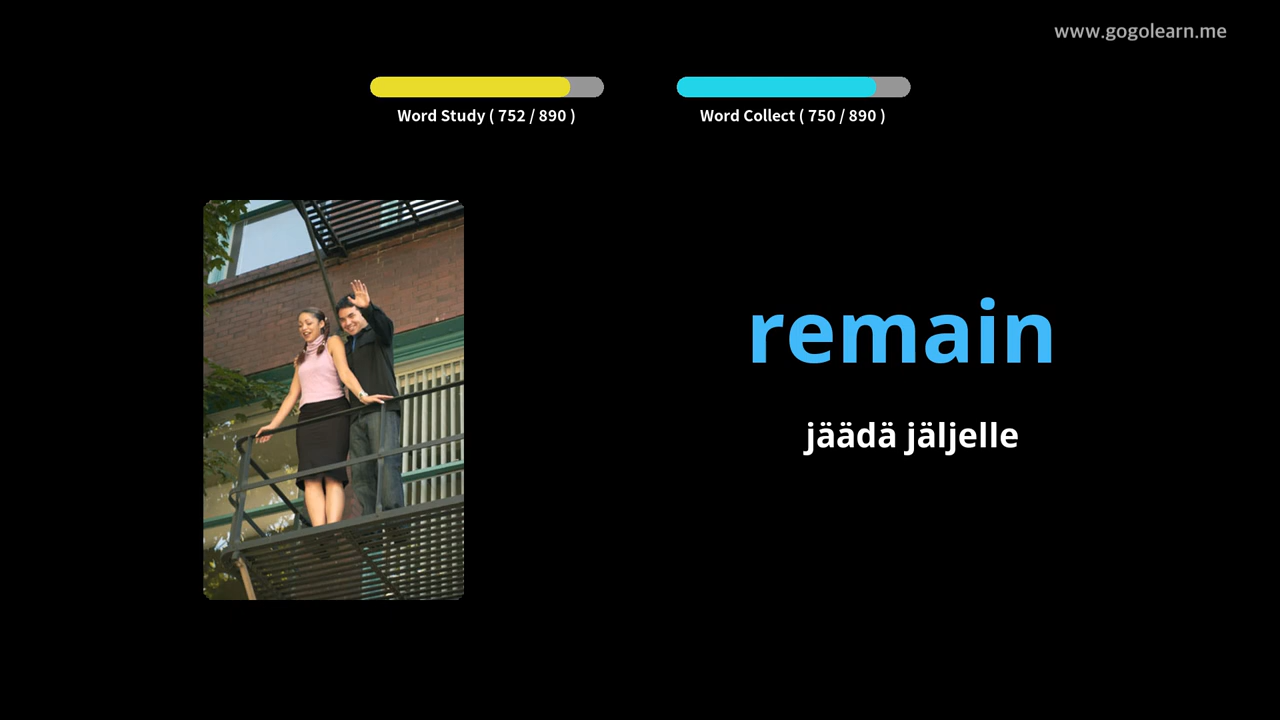 www.gogolearn.me
Word Study ( 752 / 890 )
Word Collect ( 750 / 890 )
remain
jäädä jäljelle